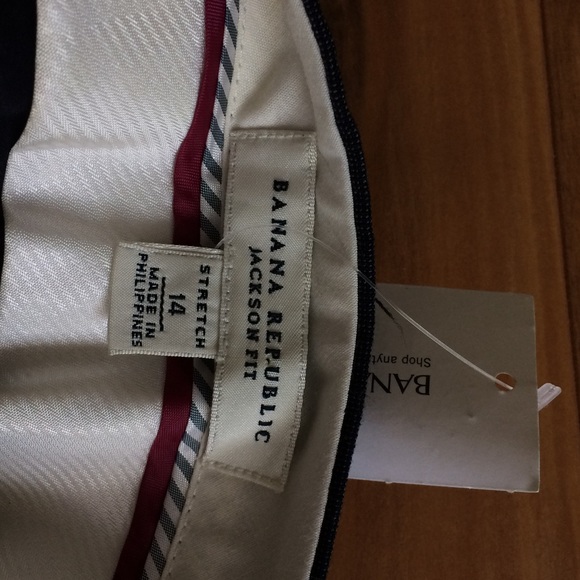 BANANA REPUBLIC
JACKSON FIT
STRETCH
14
MADE IN
PHILIPPINES
BANA
Shop anyt